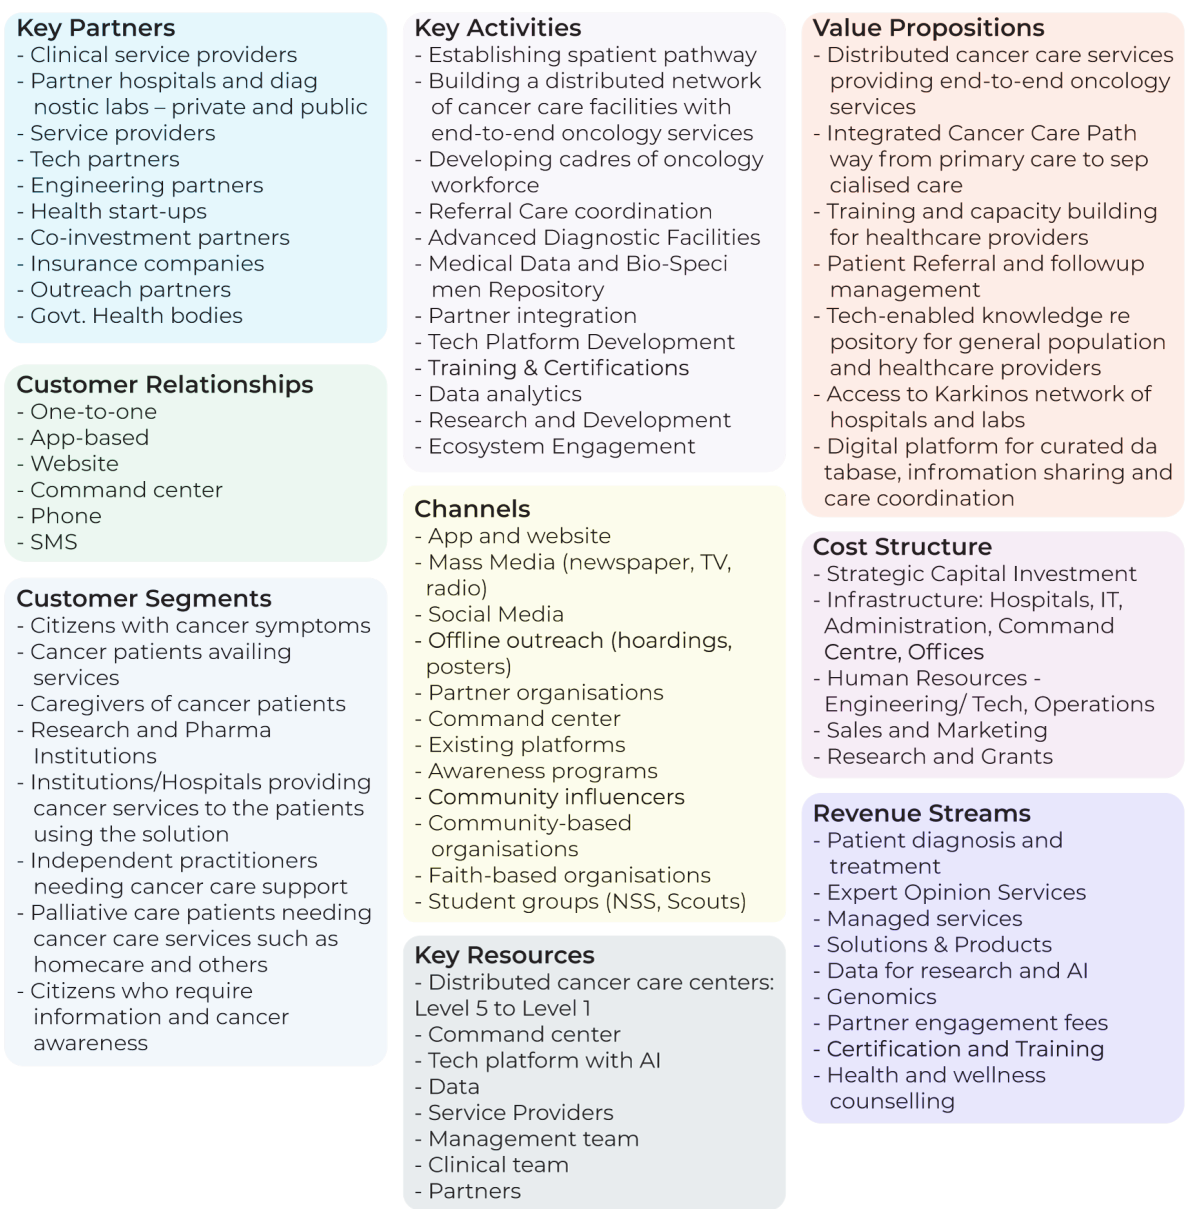 Key Partners
- Clinical service providers
- Partner hospitals and diag
nostic labs – private and public
- Service providers
- Tech partners
- Engineering partners
- Health start-ups
- Co-investment partners
- Insurance companies
- Outreach partners
- Govt. Health bodies
Customer Relationships
- One-to-one
- App-based
- Website
- Command center
- Phone
- SMS
Customer Segments
- Citizens with cancer symptoms
- Cancer patients availing
services
- Caregivers of cancer patients
- Research and Pharma
Institutions
- Institutions/Hospitals providing
cancer services to the patients
using the solution
- Independent practitioners
needing cancer care support
- Palliative care patients needing
cancer care services such as
homecare and others
- Citizens who require
information and cancer
awareness
Key Activities
- Establishing spatient pathway
- Building a distributed network
of cancer care facilities with
end-to-end oncology services
- Developing cadres of oncology
workforce
- Referral Care coordination
- Advanced Diagnostic Facilities
- Medical Data and Bio-Speci
men Repository
- Partner integration
- Tech Platform Development
- Training & Certifications
- Data analytics
- Research and Development
- Ecosystem Engagement
Channels
- App and website
- Mass Media (newspaper, TV,
radio)
- Social Media
- Offline outreach (hoardings,
posters)
- Partner organisations
- Command center
- Existing platforms
- Awareness programs
- Community influencers
- Community-based
organisations
- Faith-based organisations
- Student groups (NSS, Scouts)
Key Resources
- Distributed cancer care centers:
Level 5 to Level 1
- Command center
- Tech platform with AI
- Data
- Service Providers
- Management team
- Clinical team
- Partners
Value Propositions
- Distributed cancer care services
providing end-to-end oncology
services
- Integrated Cancer Care Path
way from primary care to sep
cialised care
- Training and capacity building
for healthcare providers
- Patient Referral and followup
management
- Tech-enabled knowledge re
pository for general population
and healthcare providers
- Access to Karkinos network of
hospitals and labs
- Digital platform for curated da
tabase, infromation sharing and
care coordination
Cost Structure
- Strategic Capital Investment
- Infrastructure: Hospitals, IT,
Administration, Command
Centre, Offices
- Human Resources -
Engineering/ Tech, Operations
- Sales and Marketing
- Research and Grants
Revenue Streams
- Patient diagnosis and
treatment
- Expert Opinion Services
- Managed services
- Solutions & Products
- Data for research and AI
- Genomics
- Partner engagement fees
- Certification and Training
- Health and wellness
counselling